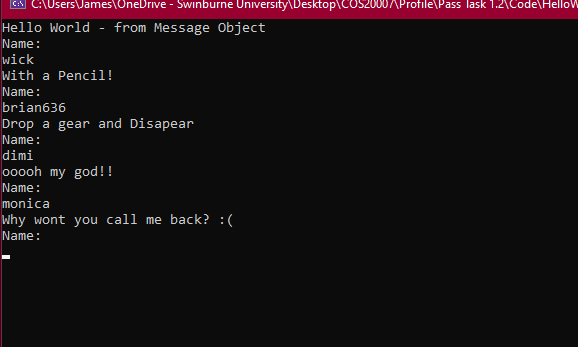 C:\Users\James\OneDrive - Swinburne University\Desktop\COS20007\Profile\Pass Task 1.2\Code\HelloW
Hello World - from Message Object
Name:
wick
With a Pencil!
Name:
brian636
Drop a gear and Disapear
Name:
dimi
ooooh my god!!
Name:
monica
Why wont you call me back? :(
Name: